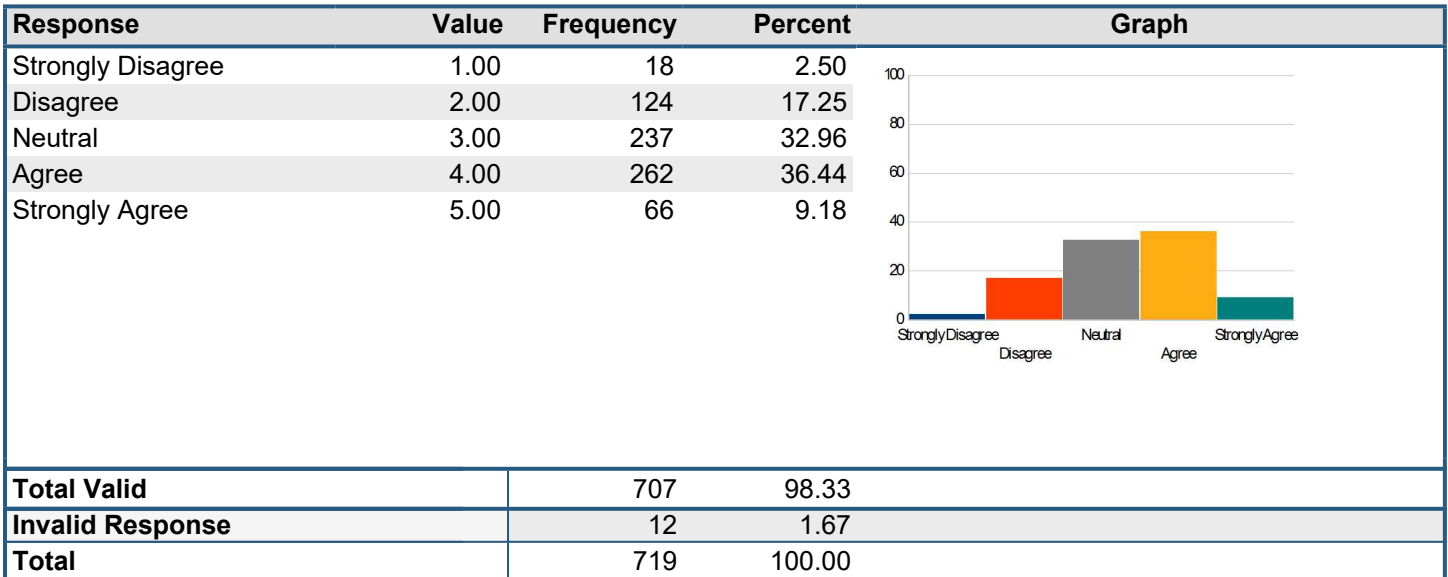 Response Value Frequency Percent Graph
Strongly Disagree 1.00 18 2.50
Disagree 2.00 124 17.25
Neutral 3.00 237 32.96
Agree 4.00 262 36.44
Strongly Agree 5.00 66 9.18
100
80
60
40
20
0
Strongly Disagree Neutral Strongly Agree
Disagree Agree
Total Valid 707 98.33
Invalid Response 12 1.67
Total 719 100.00